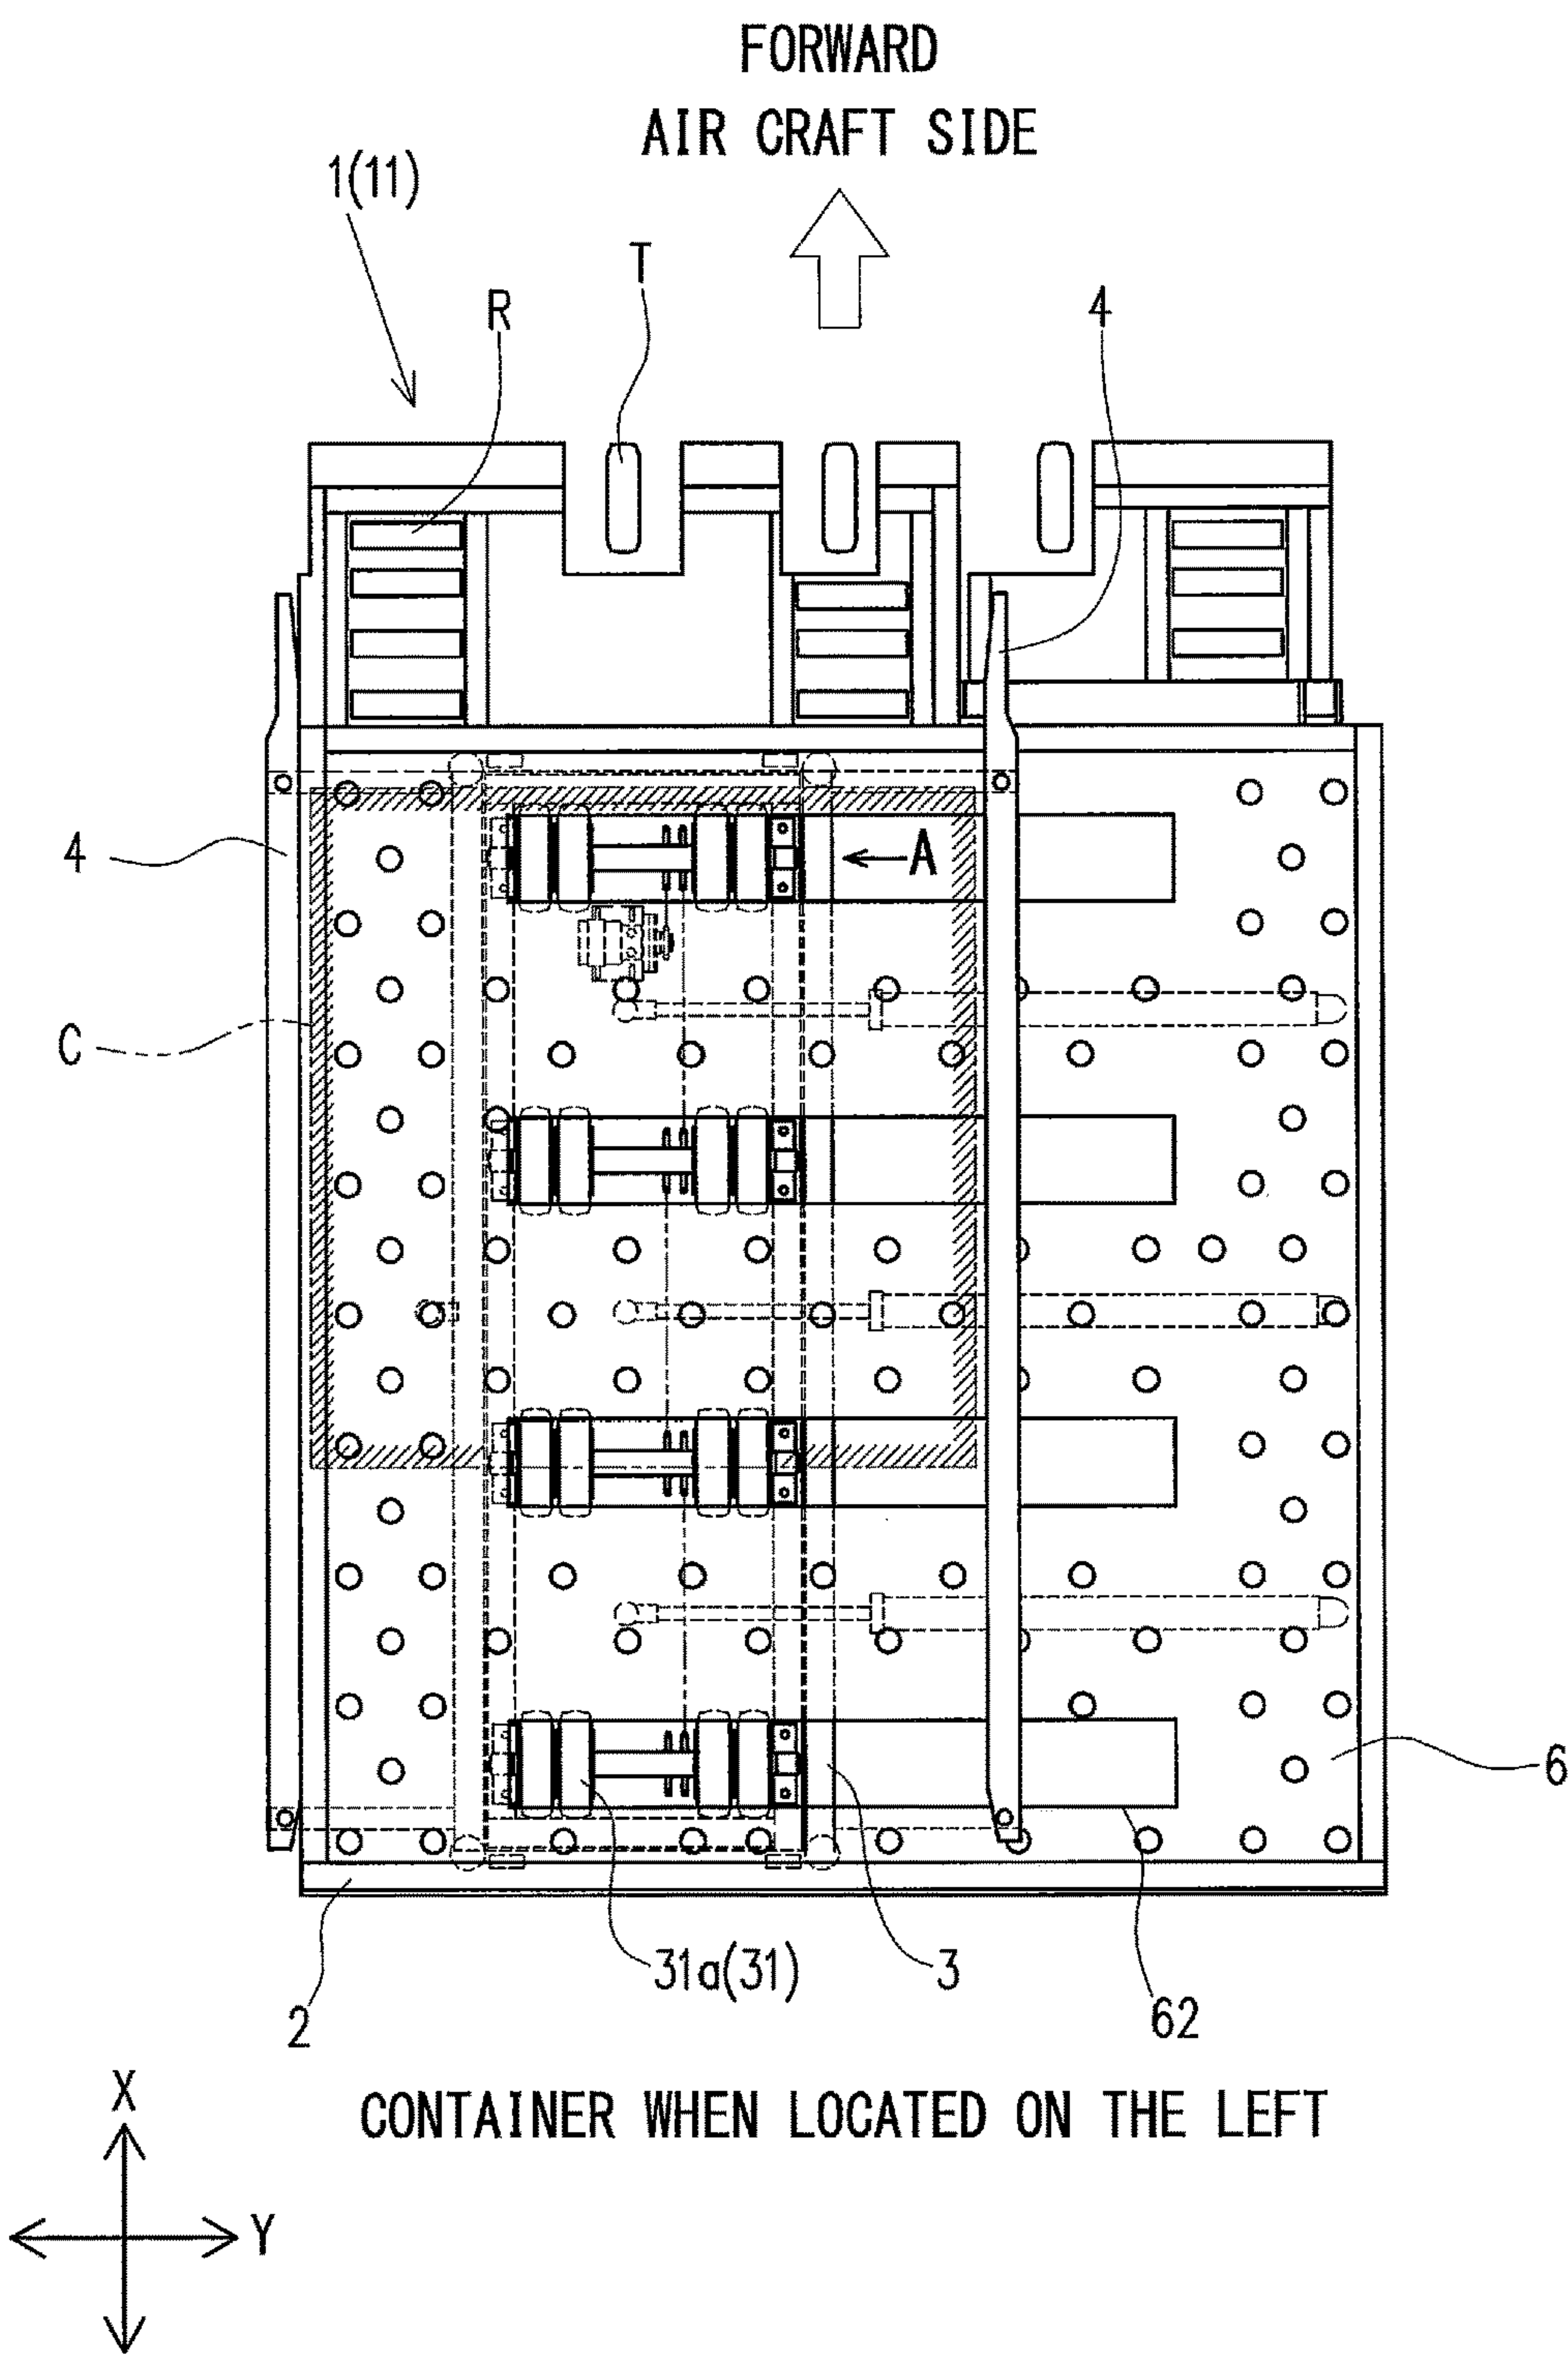 FORWARD
AIR CRAFT SIDE
1(11)
T
R
4
4
A
C
6
31a(31)
3
2
62
X
CONTAINER WHEN LOCATED ON THE LEFT
Y